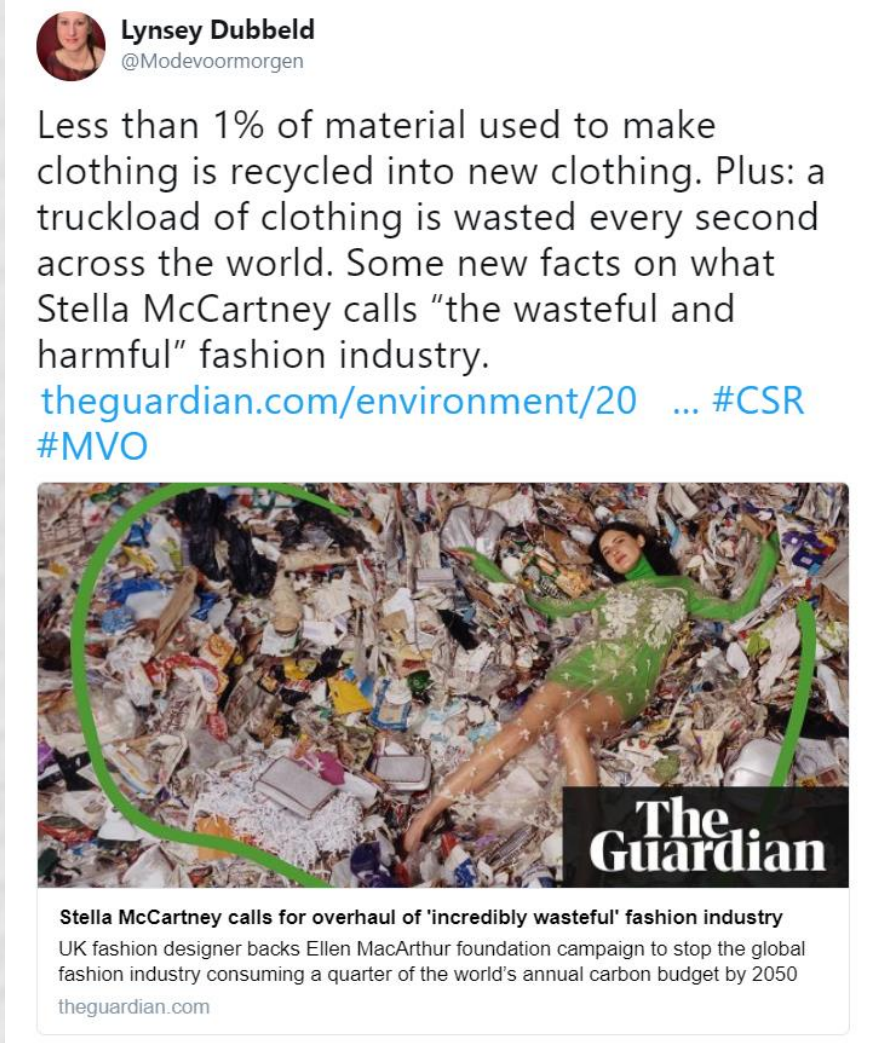 Lynsey Dubbeld
@Modevoormorgen
Less than 1% of material used to make
clothing is recycled into new clothing. Plus: a
truckload of clothing is wasted every second
across the world. Some new facts on what
Stella McCartney calls “the wasteful and
harmful” fashion industry.
theguardian.com/environment/20 ... #CSR
#MVO
The
Guardian
Stella McCartney calls for overhaul of 'incredibly wasteful' fashion industry
UK fashion designer backs Ellen MacArthur foundation campaign to stop the global
fashion industry consuming a quarter of the world’s annual carbon budget by 2050
theguardian.com